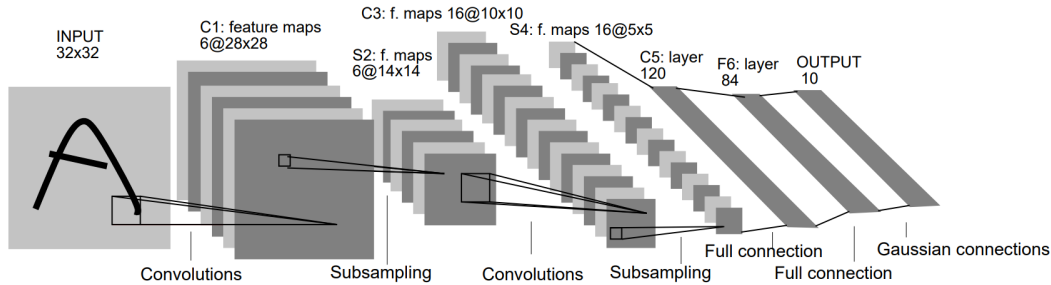 INPUT
32x32
C1: feature maps
6@28x28
S2: f. maps
6@14x14
C3: f. maps 16@10x10
S4: f. maps 16@5x5
C5: layer
120
F6: layer
84
OUTPUT
10
Convolutions
Subsampling
Convolutions
Subsampling
Full connection
Full connection
Gaussian connections